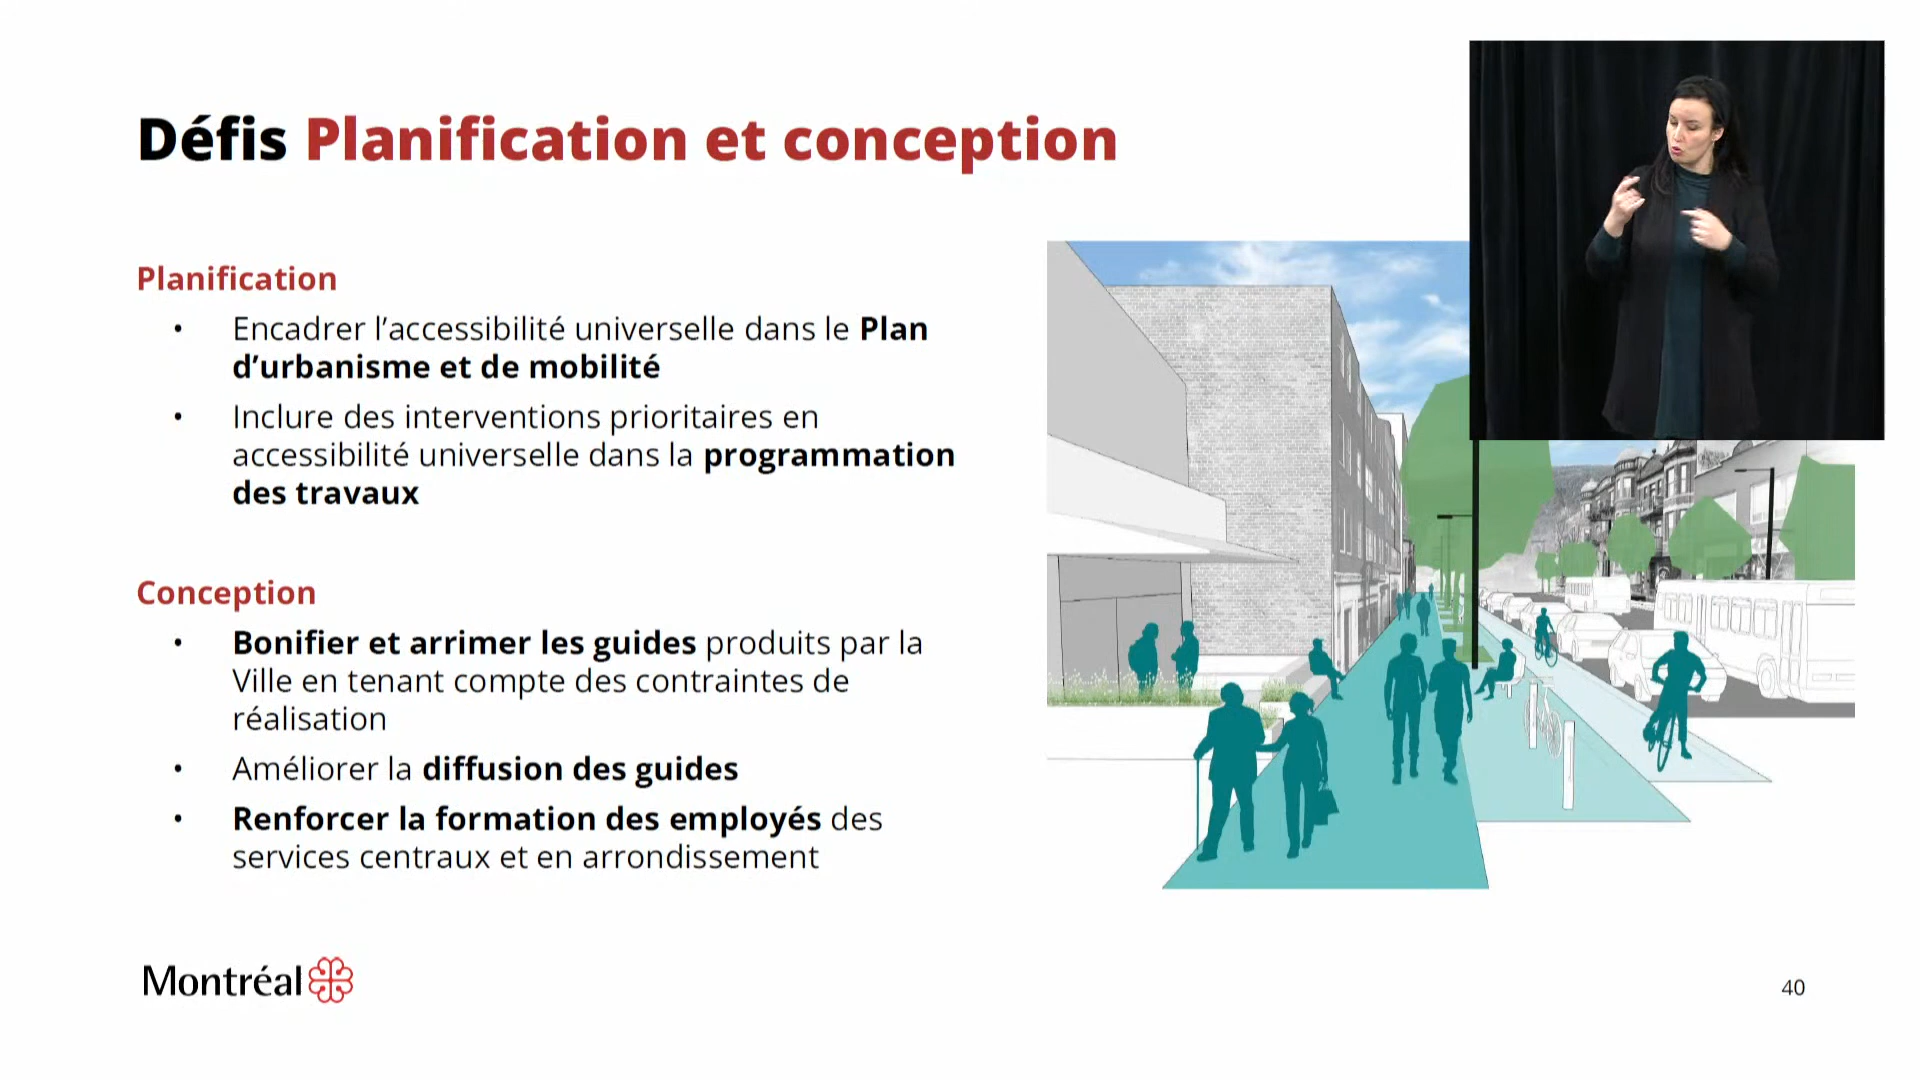 Défis Planification et conception
Planification
• Encadrer l’accessibilité universelle dans le Plan
d’urbanisme et de mobilité
• Inclure des interventions prioritaires en
accessibilité universelle dans la programmation
des travaux
Conception
• Bonifier et arrimer les guides produits par la
Ville en tenant compte des contraintes de
réalisation
• Améliorer la diffusion des guides
• Renforcer la formation des employés des
services centraux et en arrondissement
Montréal
40